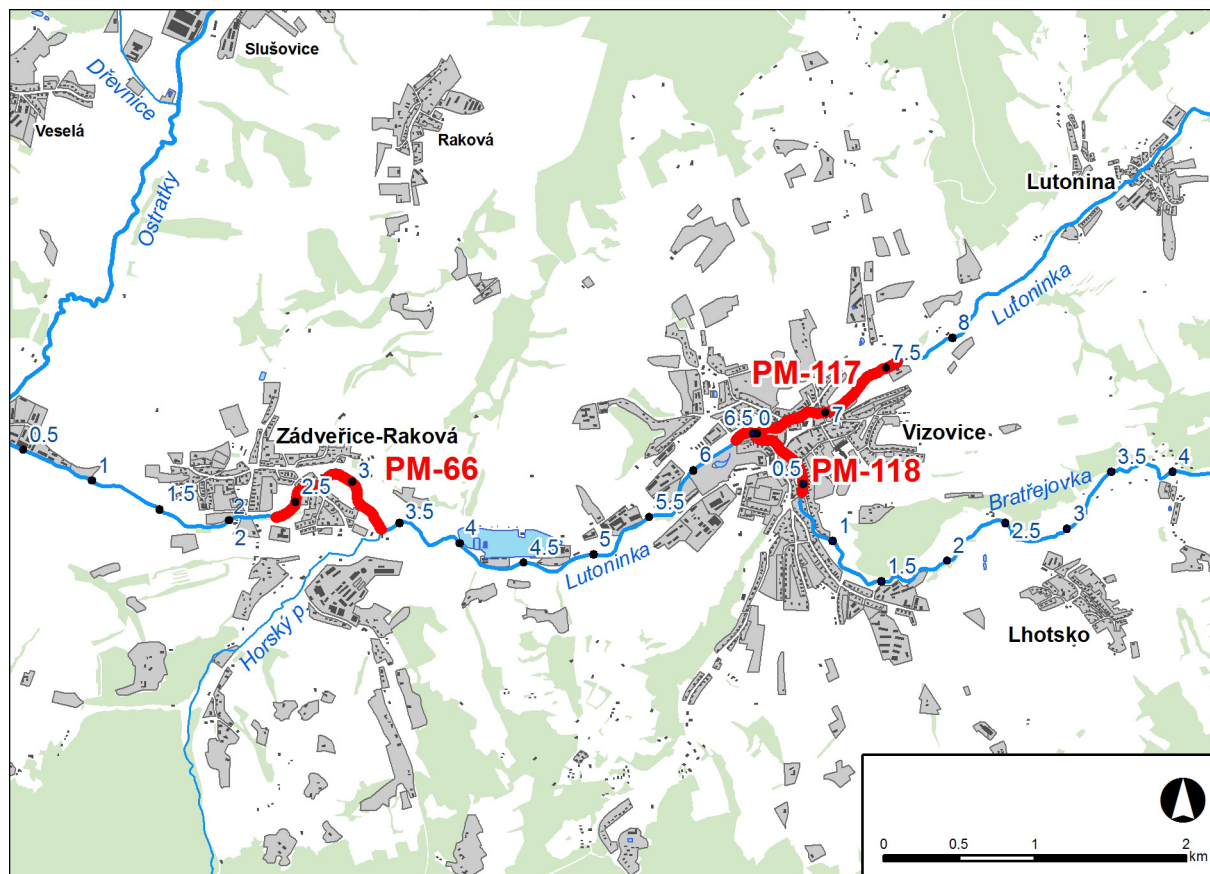 Slušovice
Dřevnice
Veselá
Raková
Lutonina
Ostratky
Lutoninka
8
7.5
PM-117
7
6.5
0
Vizovice
Zádveřice-Raková
0.5
PM-66
3
6
0.5
PM-118
3.5
4
1
2.5
1.5
Bratřejovka
2
3.5
5.5
2
4
1
2.5
3
4.5
5
Lutoninka
2
1.5
Horský p.
Lhotsko
0
0.5
1
2
km